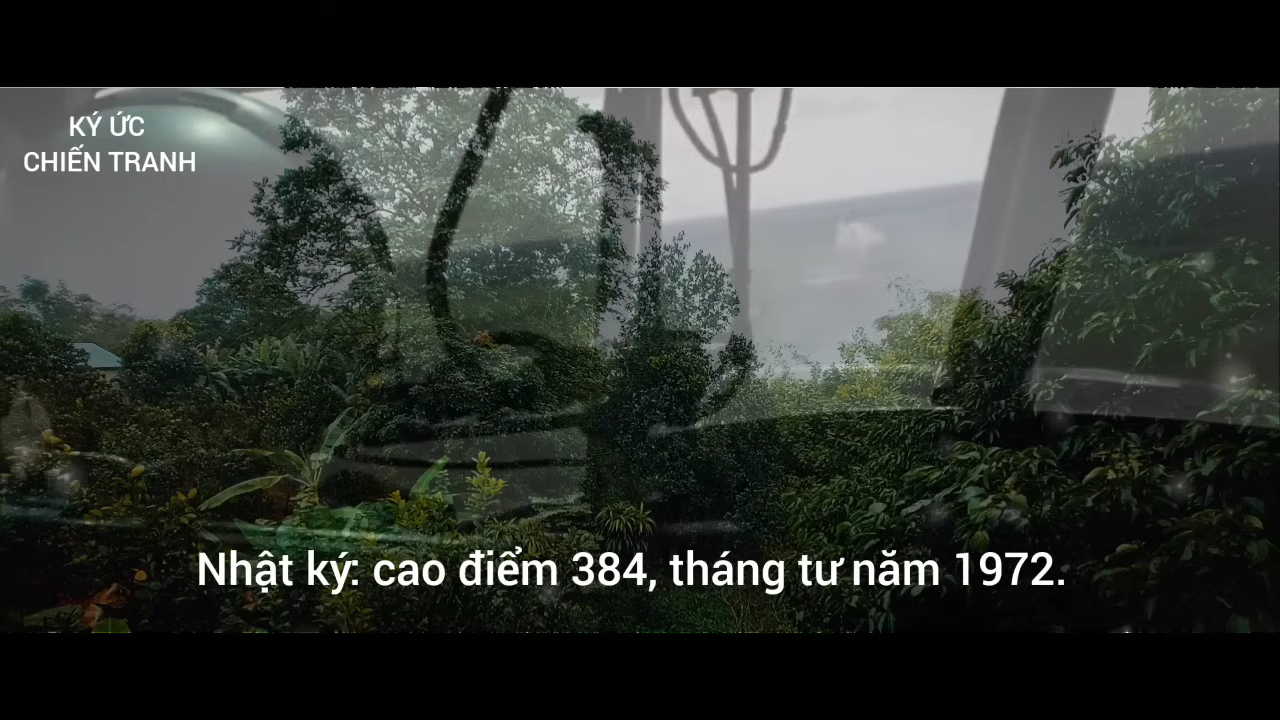 KÝ ỨC
CHIẾN TRANH
Nhật ký: cao điểm 384, tháng tư năm 1972.